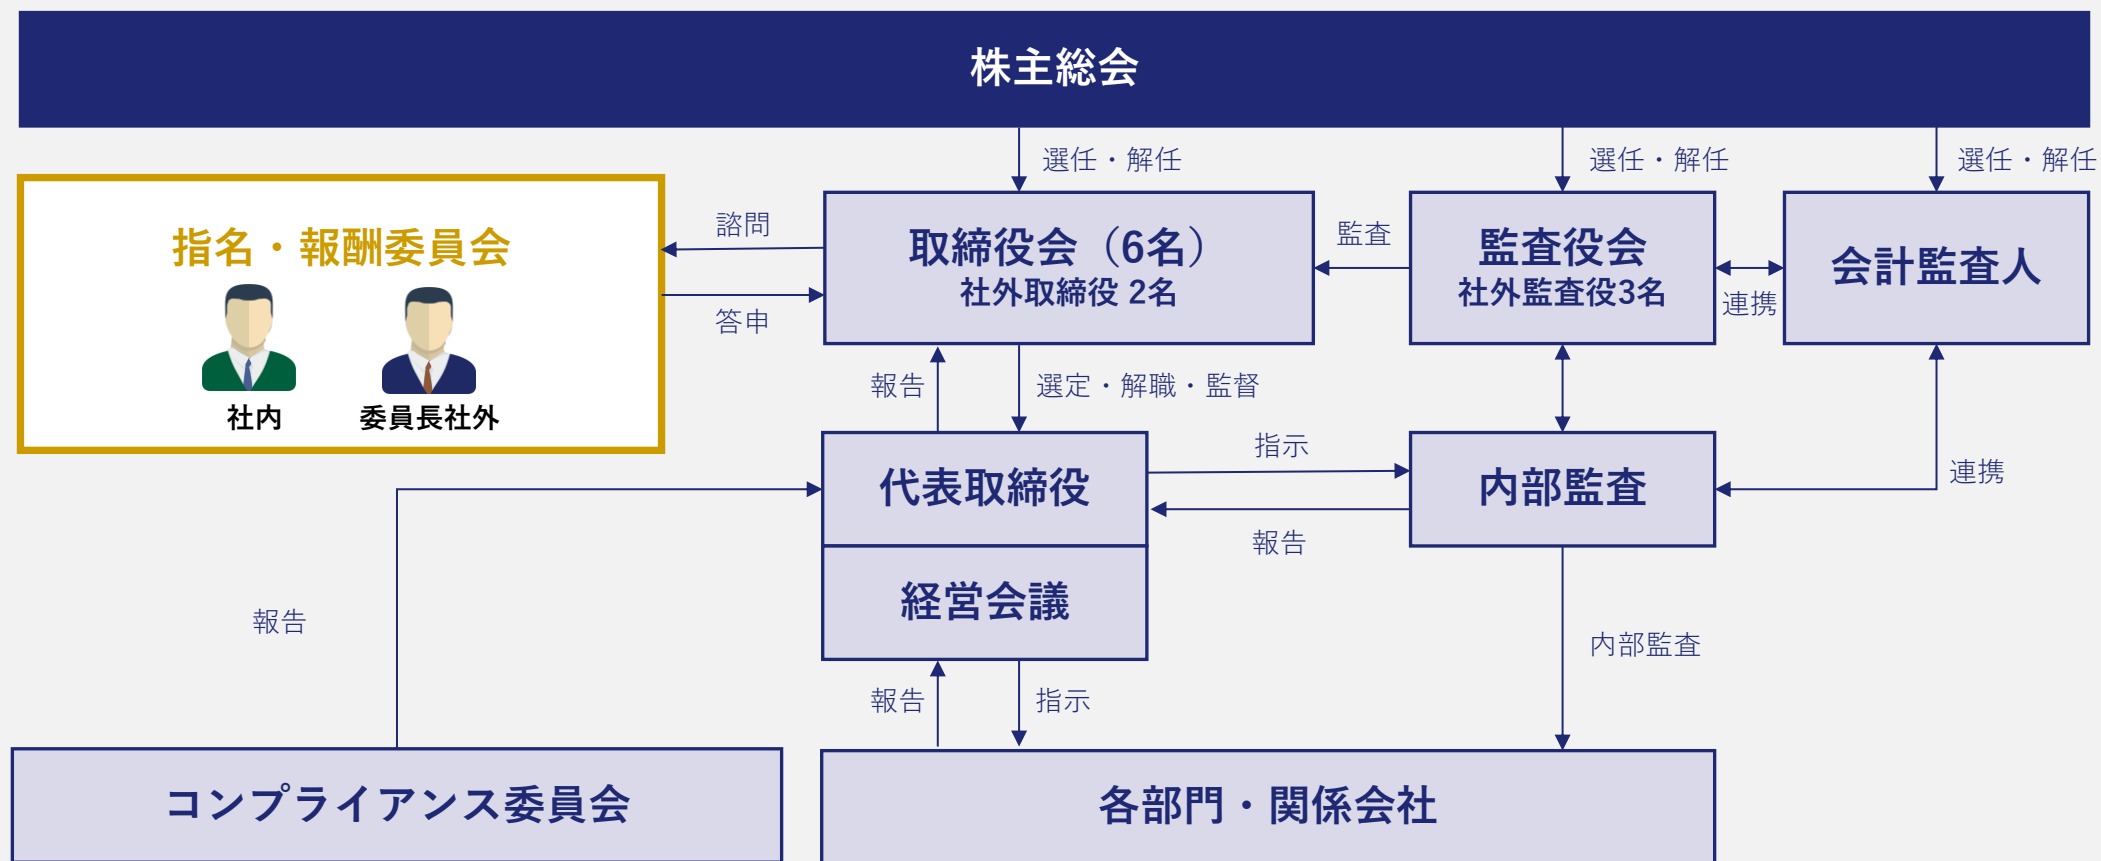 株主総会
選任・解任
選任・解任
選任・解任
指名・報酬委員会
社内
委員長社外
諮問
答申
取締役会（6名）
社外取締役 2名
監査
監査役会
社外監査役3名
連携
会計監査人
報告
選定・解職・監督
代表取締役
経営会議
指示
報告
内部監査
連携
報告
内部監査
報告
指示
コンプライアンス委員会
各部門・関係会社